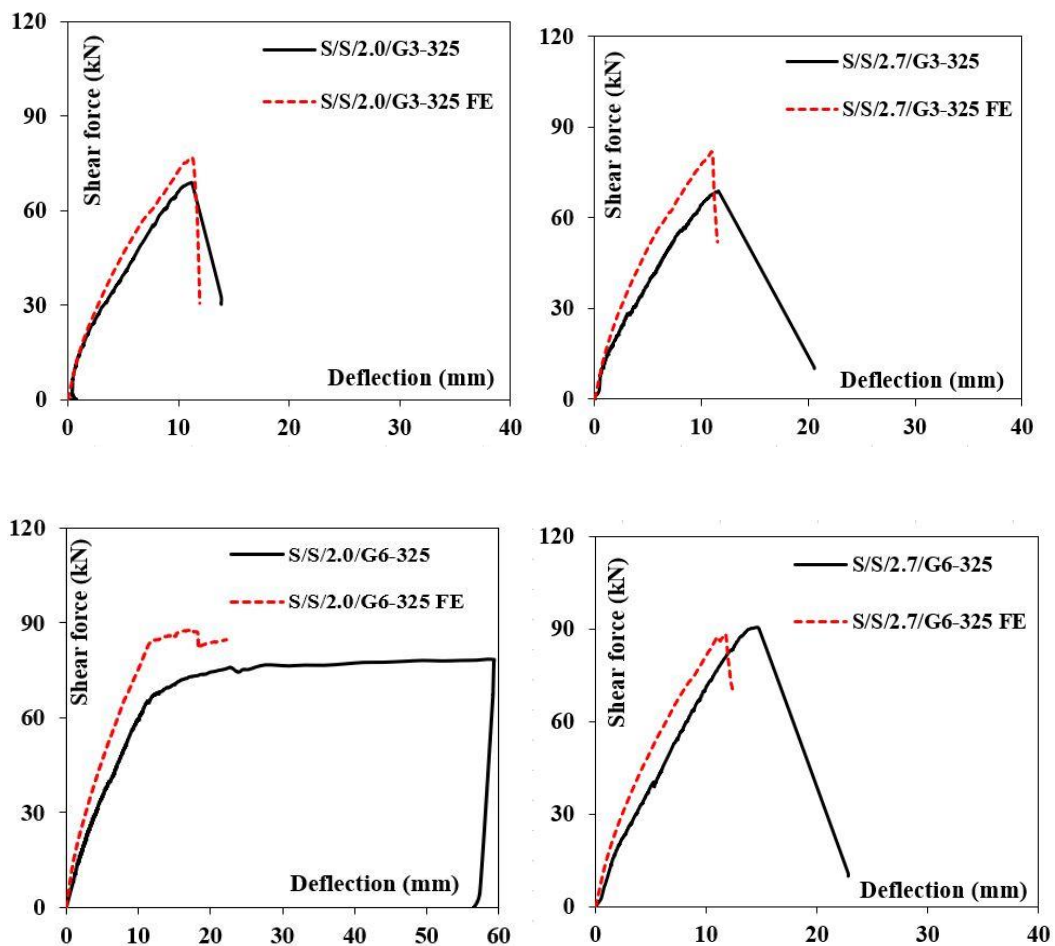 120
90
60
30
0
Shear force (kN)
S/S/2.0/G3-325
S/S/2.0/G3-325 FE
Deflection (mm)
0 10 20 30 40
120
90
60
30
0
Shear force (kN)
S/S/2.7/G3-325
S/S/2.7/G3-325 FE
Deflection (mm)
0 10 20 30 40
120
90
60
30
0
Shear force (kN)
S/S/2.0/G6-325
S/S/2.0/G6-325 FE
Deflection (mm)
0 10 20 30 40 50 60
120
90
60
30
0
Shear force (kN)
S/S/2.7/G6-325
S/S/2.7/G6-325 FE
Deflection (mm)
0 10 20 30 40